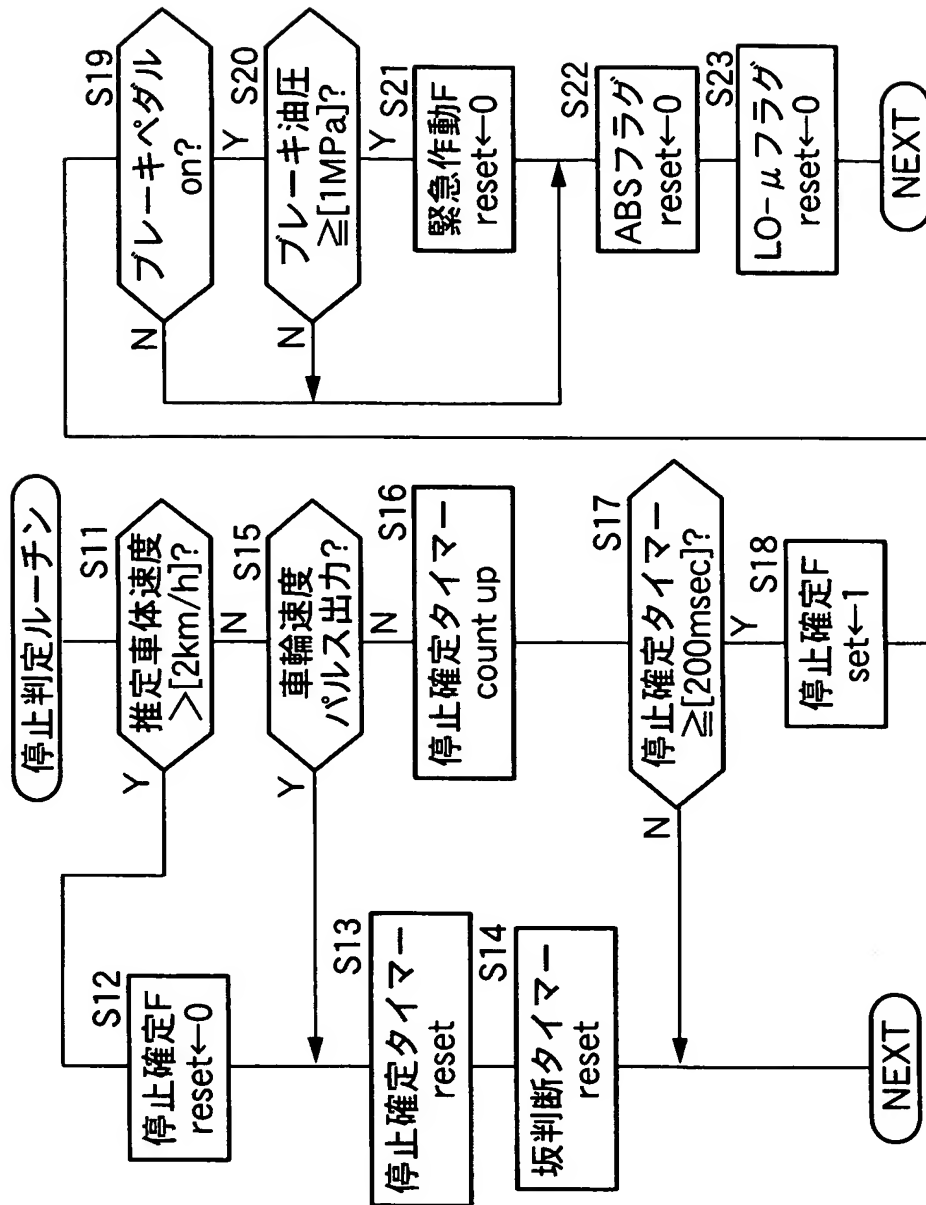 停止判定ルーチン
S11
推定車体速度
>[2km/h]?
Y
N
S12
停止確定F
reset←0
S15
車輪速度
パルス出力?
Y
N
S13
停止確定タイマー
reset
S14
坂判断タイマー
reset
S16
停止確定タイマー
count up
S17
停止確定タイマー
≧[200msec]?
N
Y
S18
停止確定F
set←1
NEXT
S19
ブレーキペダル
on?
N
Y
S20
ブレーキ油圧
≧[1MPa]?
N
Y
S21
緊急作動F
reset←0
S22
ABSフラグ
reset←0
S23
LO-μフラグ
reset←0
NEXT